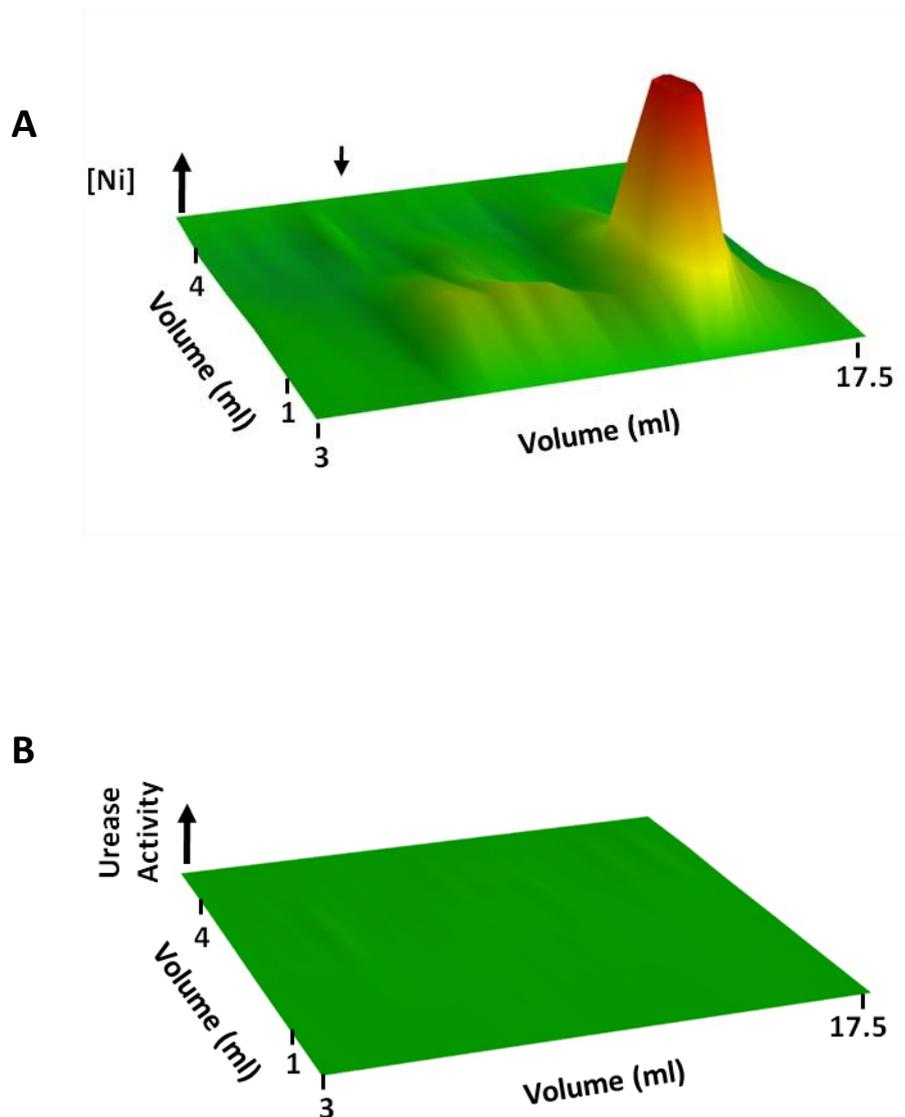 A
[Ni]
4
Volume (ml)
1
3
Volume (ml)
17.5
B
Urease
Activity
4
Volume (ml)
1
3
Volume (ml)
17.5